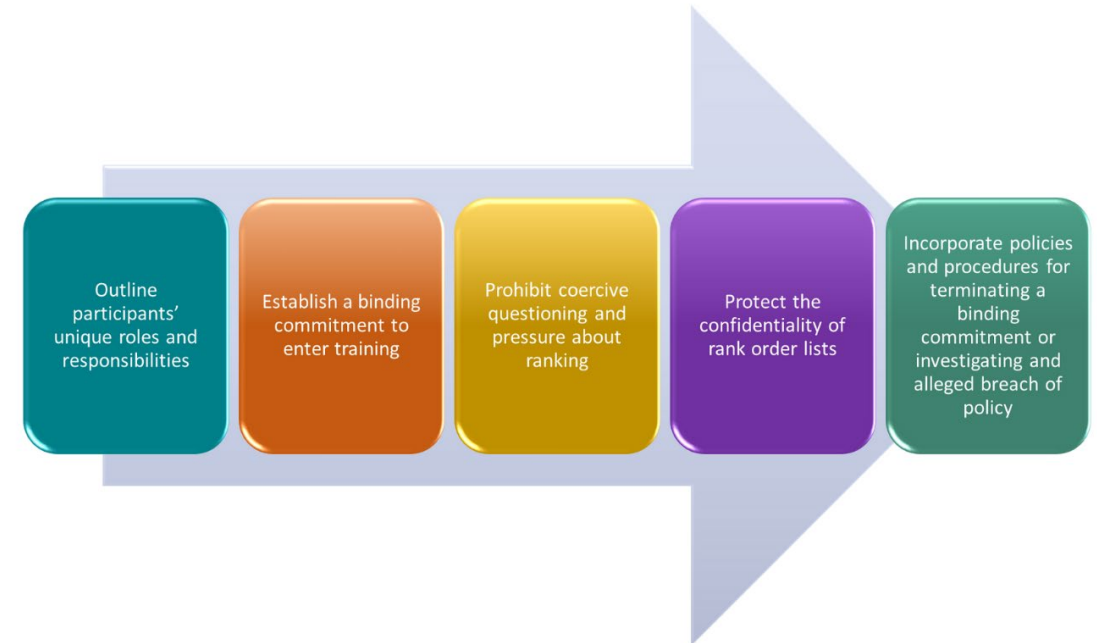 Outline
participants’
unique roles and
responsibilities
Establish a binding
commitment to
enter training
Prohibit coercive
questioning and
pressure about
ranking
Protect the
confidentiality of
rank order lists
Incorporate policies
and procedures for
terminating a
binding
commitment or
investigating and
alleged breach of
policy